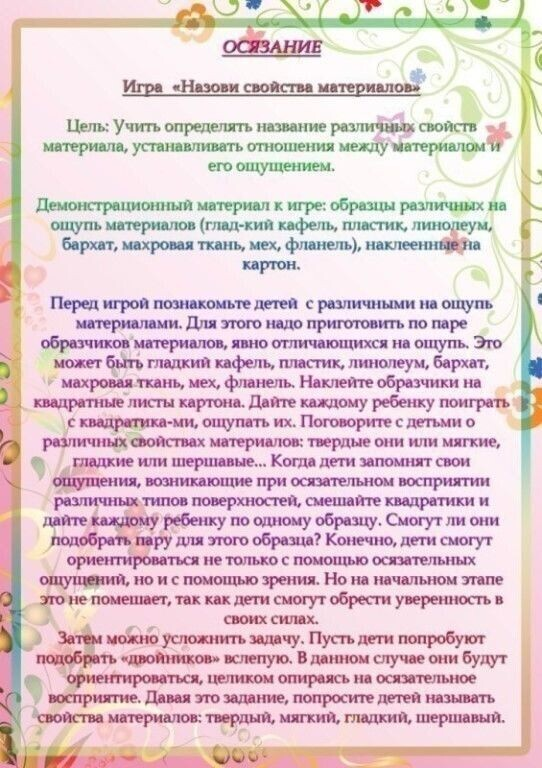 ОСЯЗАНИЕ
Игра «Назови свойства материалов»
Цель: Учить определять название различных свойств
материала, устанавливать отношения между материалом и
его ощущением.
Демонстрационный материал к игре: образцы различных на
ощупь материалов (глад-кий кафель, пластик, линолеум,
бархат, махровая ткань, мех, фланель), наклеенные на
картон.
Перед игрой познакомьте детей с различными на ощупь
материалами. Для этого надо приготовить по паре
образчиков материалов, явно отличающихся на ощупь. Это
может быть гладкий кафель, пластик, линолеум, бархат,
махровая ткань, мех, фланель. Наклейте образчики на
квадратные листы картона. Дайте каждому ребенку поиграть
с квадратика-ми, ощупать их. Поговорите с детьми о
различных свойствах материалов: твердые они или мягкие,
гладкие или шершавые... Когда дети запомнят свои
ощущения, возникающие при осязательном восприятии
различных типов поверхностей, смешайте квадратики и
дайте каждому ребенку по одному образцу. Смогут ли они
подобрать пару для этого образца? Конечно, дети смогут
ориентироваться не только с помощью осязательных
ощущений, но и с помощью зрения. Но на начальном этапе
это не помешает, так как дети смогут обрести уверенность в
своих силах.
Затем можно усложнить задачу. Пусть дети попробуют
подобрать «двойников» вслепую. В данном случае они будут
ориентироваться, целиком опираясь на осязательное
восприятие. Давая это задание, попросите детей называть
свойства материалов: твердый, мягкий, гладкий, шершавый.